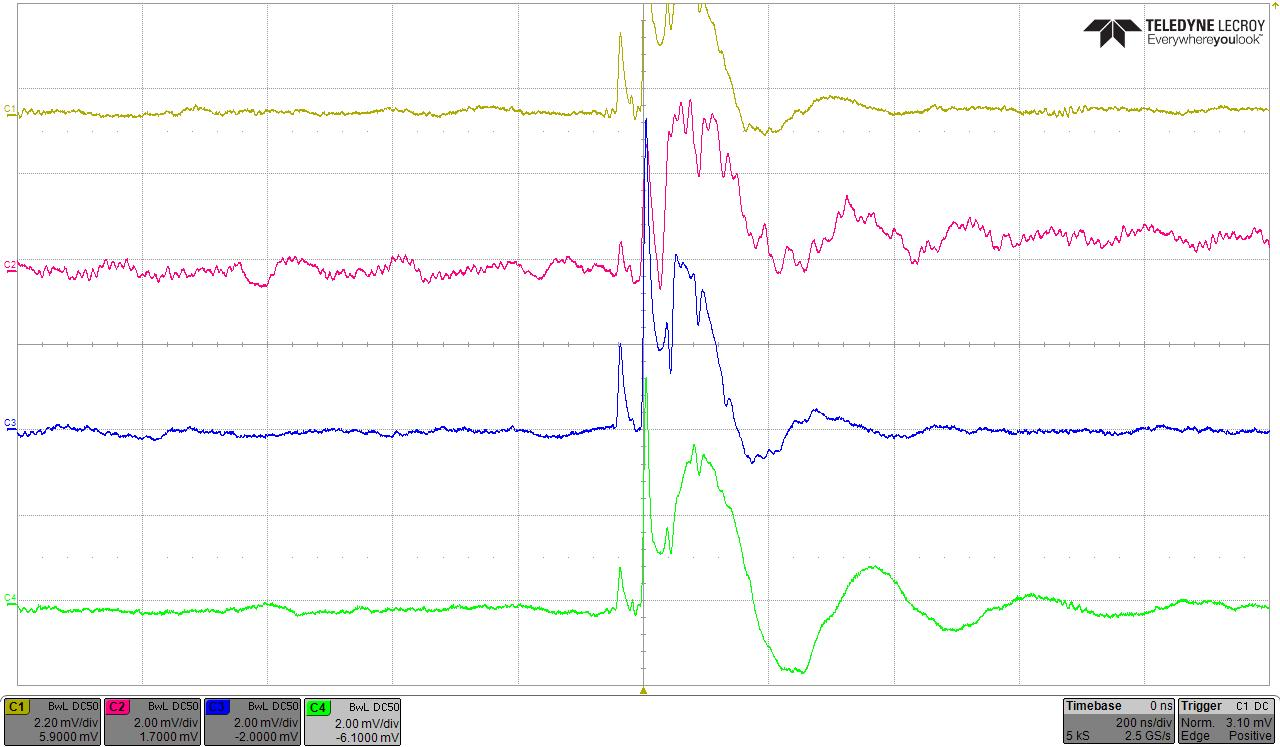 TELEDYNE LECROY
Everywhereyoulook™
C1
C2
C3
C4
C1 BwL DC50
2.20 mV/div
5.9000 mV
C2 BwL DC50
2.00 mV/div
1.7000 mV
C3 BwL DC50
2.00 mV/div
-2.0000 mV
C4 BwL DC50
2.00 mV/div
-6.1000 mV
Timebase 0 ns
200 ns/div
5 kS 2.5 GS/s
Trigger C1 DC
Norm. 3.10 mV
Edge Positive